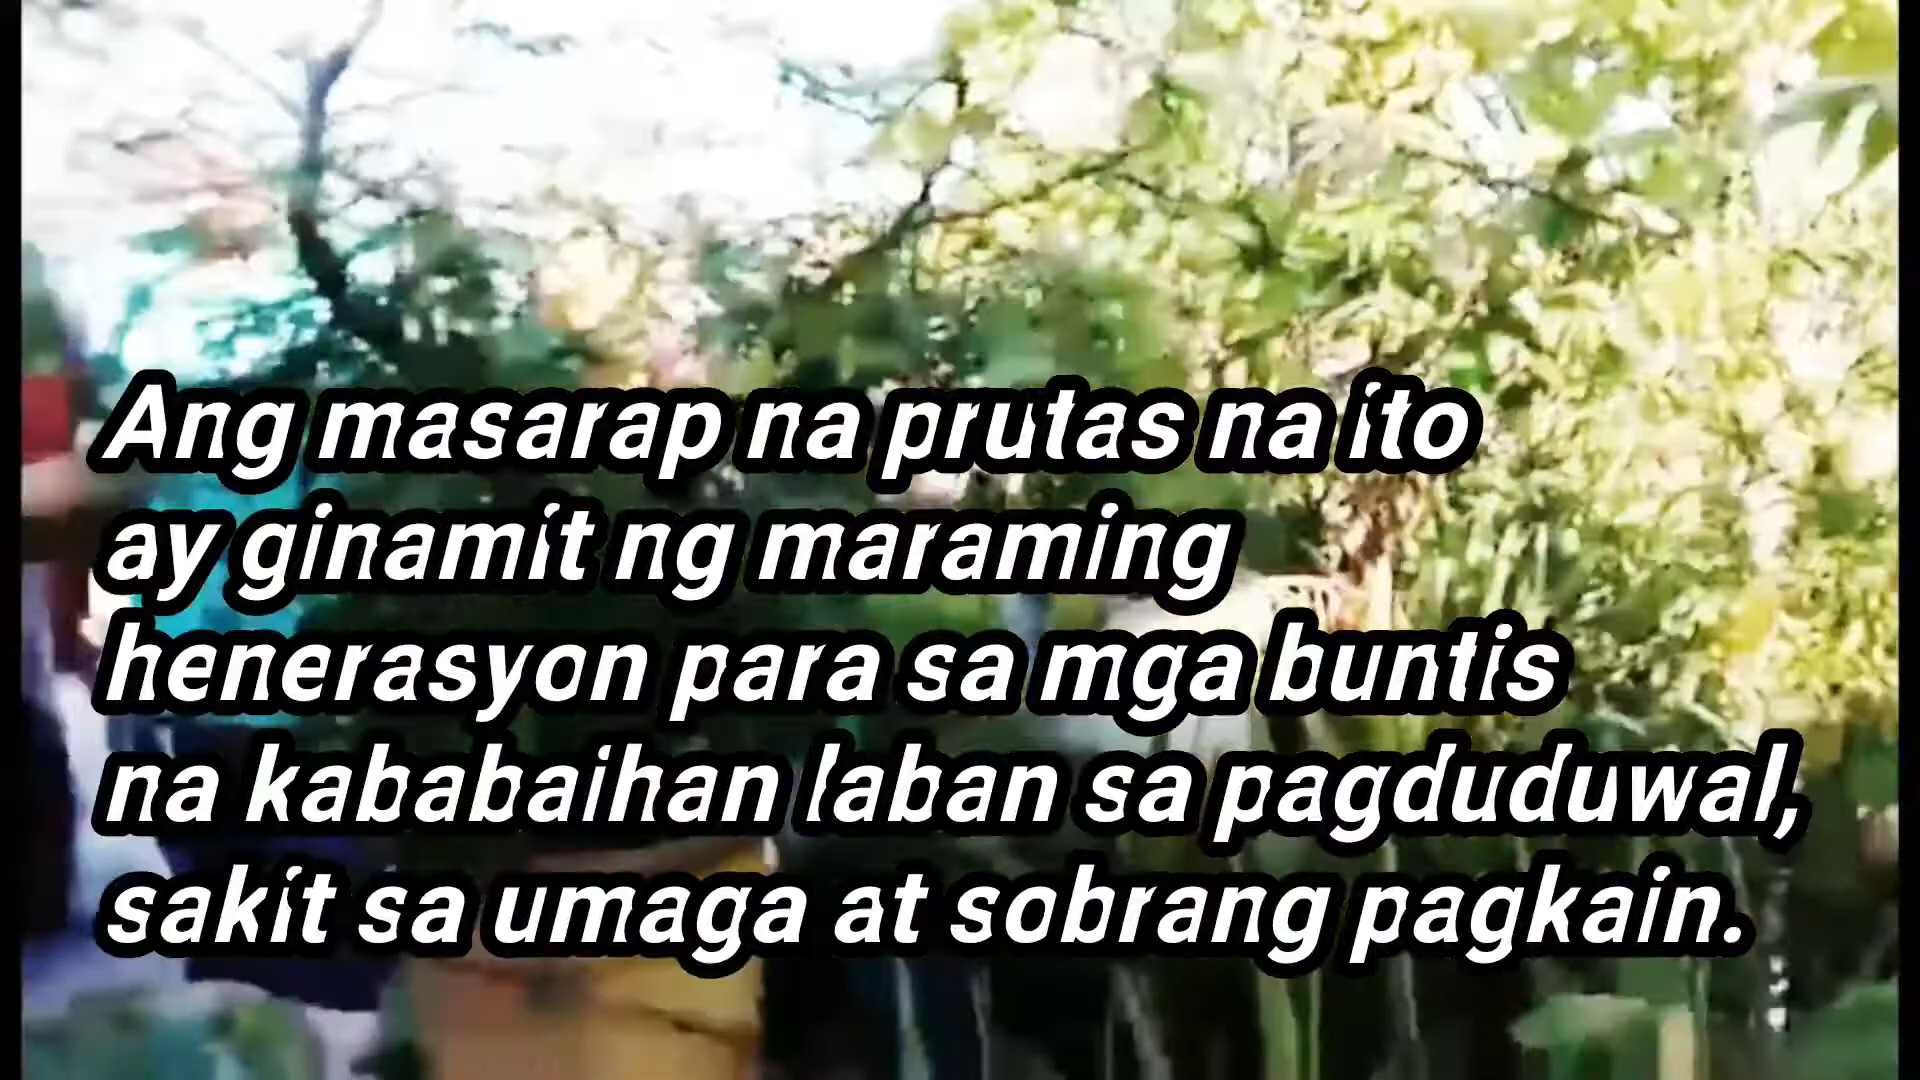 Ang masarap na prutas na ito
ay ginamit ng maraming
henerasyon para sa mga buntis
na kababaihan laban sa pagduduwal,
sakit sa umaga at sobrang pagkain.